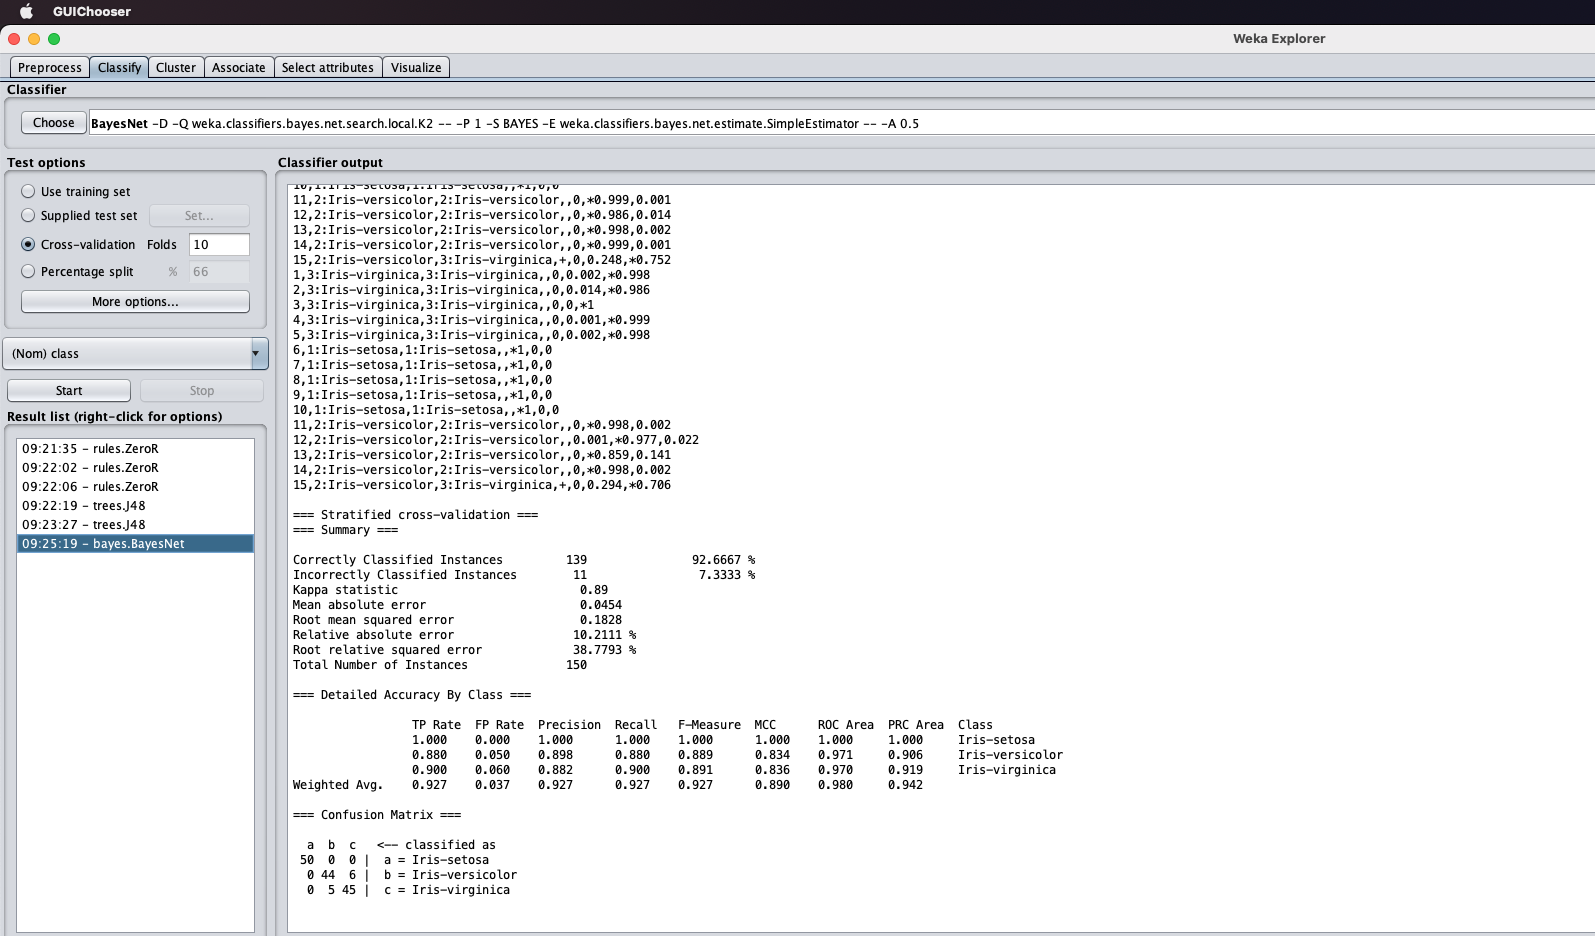 GUIChooser
Weka Explorer
Preprocess Classify Cluster Associate Select attributes Visualize
Classifier
Choose BayesNet -D -Q weka.classifiers.bayes.net.search.local.K2 -- -P 1 -S BAYES -E weka.classifiers.bayes.net.estimate.SimpleEstimator -- -A 0.5
Test options
Use training set
Supplied test set Set...
Cross-validation Folds 10
Percentage split % 66
More options...
(Nom) class
Start Stop
Result list (right-click for options)
09:21:35 - rules.ZeroR
09:22:02 - rules.ZeroR
09:22:06 - rules.ZeroR
09:22:19 - trees.J48
09:23:27 - trees.J48
09:25:19 - bayes.BayesNet
Classifier output
10,1:Iris-setosa,1:Iris-setosa,,*1,0,0
11,2:Iris-versicolor,2:Iris-versicolor,,0,*0.999,0.001
12,2:Iris-versicolor,2:Iris-versicolor,,0,*0.986,0.014
13,2:Iris-versicolor,2:Iris-versicolor,,0,*0.998,0.002
14,2:Iris-versicolor,2:Iris-versicolor,,0,*0.999,0.001
15,2:Iris-versicolor,3:Iris-virginica,+,0,0.248,*0.752
1,3:Iris-virginica,3:Iris-virginica,,0,0.002,*0.998
2,3:Iris-virginica,3:Iris-virginica,,0,0.014,*0.986
3,3:Iris-virginica,3:Iris-virginica,,0,0,*1
4,3:Iris-virginica,3:Iris-virginica,,0,0.001,*0.999
5,3:Iris-virginica,3:Iris-virginica,,0,0.002,*0.998
6,1:Iris-setosa,1:Iris-setosa,,*1,0,0
7,1:Iris-setosa,1:Iris-setosa,,*1,0,0
8,1:Iris-setosa,1:Iris-setosa,,*1,0,0
9,1:Iris-setosa,1:Iris-setosa,,*1,0,0
10,1:Iris-setosa,1:Iris-setosa,,*1,0,0
11,2:Iris-versicolor,2:Iris-versicolor,,0,*0.998,0.002
12,2:Iris-versicolor,2:Iris-versicolor,,0.001,*0.977,0.022
13,2:Iris-versicolor,2:Iris-versicolor,,0,*0.859,0.141
14,2:Iris-versicolor,2:Iris-versicolor,,0,*0.998,0.002
15,2:Iris-versicolor,3:Iris-virginica,+,0,0.294,*0.706
=== Stratified cross-validation ===
=== Summary ===
Correctly Classified Instances 139 92.6667 %
Incorrectly Classified Instances 11 7.3333 %
Kappa statistic 0.89
Mean absolute error 0.0454
Root mean squared error 0.1828
Relative absolute error 10.2111 %
Root relative squared error 38.7793 %
Total Number of Instances 150
=== Detailed Accuracy By Class ===
TP Rate FP Rate Precision Recall F-Measure MCC ROC Area PRC Area Class
1.000 0.000 1.000 1.000 1.000 1.000 1.000 1.000 Iris-setosa
0.880 0.050 0.898 0.880 0.889 0.834 0.971 0.906 Iris-versicolor
0.900 0.060 0.882 0.900 0.891 0.836 0.970 0.919 Iris-virginica
Weighted Avg. 0.927 0.037 0.927 0.927 0.927 0.890 0.980 0.942
=== Confusion Matrix ===
a b c <-- classified as
50 0 0 | a = Iris-setosa
0 44 6 | b = Iris-versicolor
0 5 45 | c = Iris-virginica